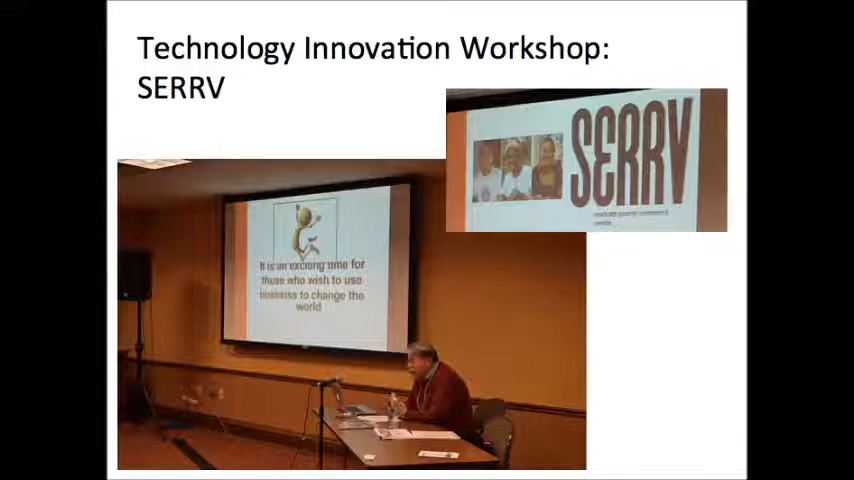 Technology Innovation Workshop:
SERRV
SERRV
It is an exciting time for
those who wish to use
business to change the
world